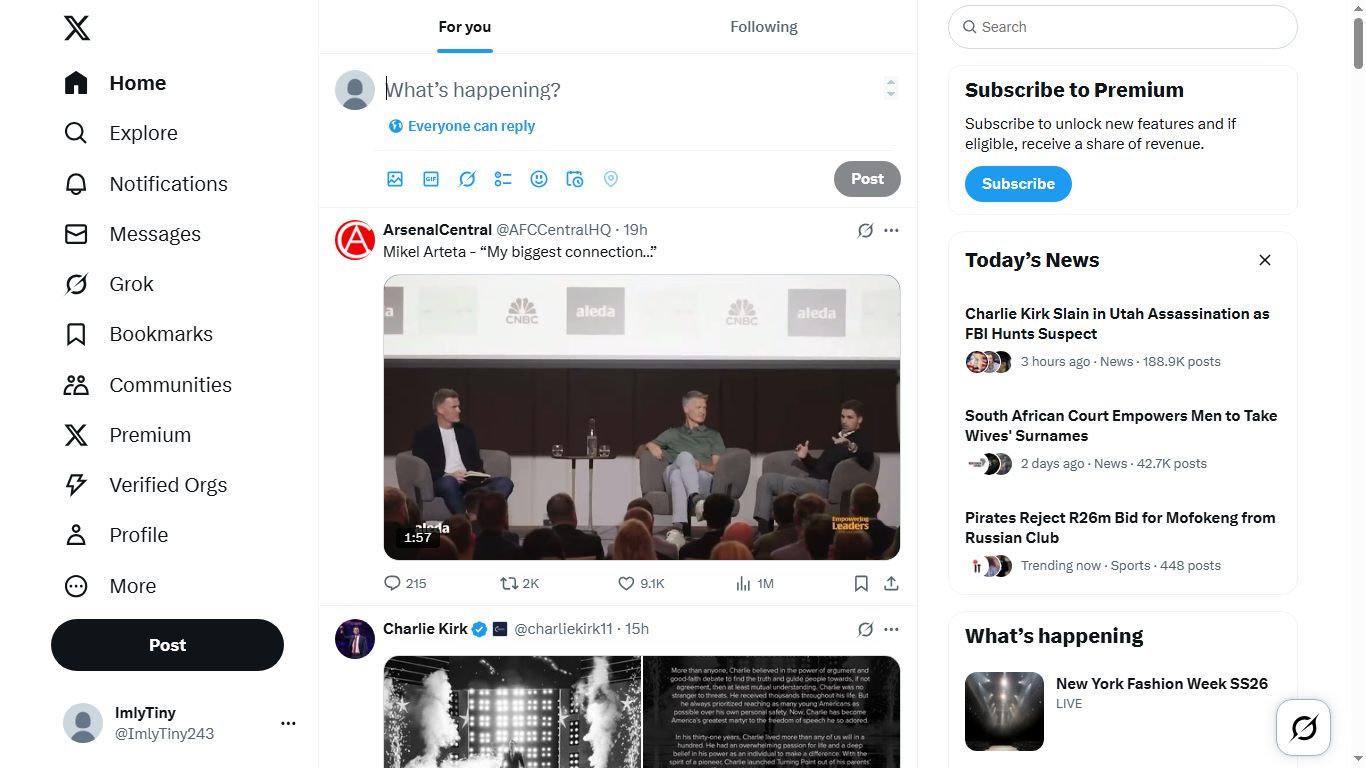 Home
Explore
Notifications
Messages
Grok
Bookmarks
Communities
Premium
Verified Orgs
Profile
More
Post
ImlyTiny
@ImlyTiny243
For you
Following
What's happening?
Everyone can reply
GIF
Post
ArsenalCentral @AFCCentralHQ · 19h
Mikel Arteta - “My biggest connection...”
CNBC
aleda
CNBC
aleda
aleda
Empowering
Leaders
1:57
215
2K
9.1K
1M
Charlie Kirk @charliekirk11 · 15h
More than anyone, Charlie believed in the power of argument and
good-faith debate to find the truth and guide people towards, if not
agreement, then at least mutual understanding. Charlie was no
stranger to threats. He received thousands throughout his life. But
he always prioritized reaching as many young Americans as
possible over his own personal safety. Now, Charlie has become
America's greatest martyr to the freedom of speech he so adored.
In his thirty-one years, Charlie lived more than any of us will in a
hundred. He had an overwhelming passion for life and a deep
belief in his power as an individual to make a difference. With the
spirit of a pioneer, Charlie launched Turning Point out of his parents'
Search
Subscribe to Premium
Subscribe to unlock new features and if
eligible, receive a share of revenue.
Subscribe
Today's News
Charlie Kirk Slain in Utah Assassination as
FBI Hunts Suspect
3 hours ago · News · 188.9K posts
South African Court Empowers Men to Take
Wives' Surnames
2 days ago · News · 42.7K posts
Pirates Reject R26m Bid for Mofokeng from
Russian Club
Trending now · Sports · 448 posts
What's happening
New York Fashion Week SS26
LIVE